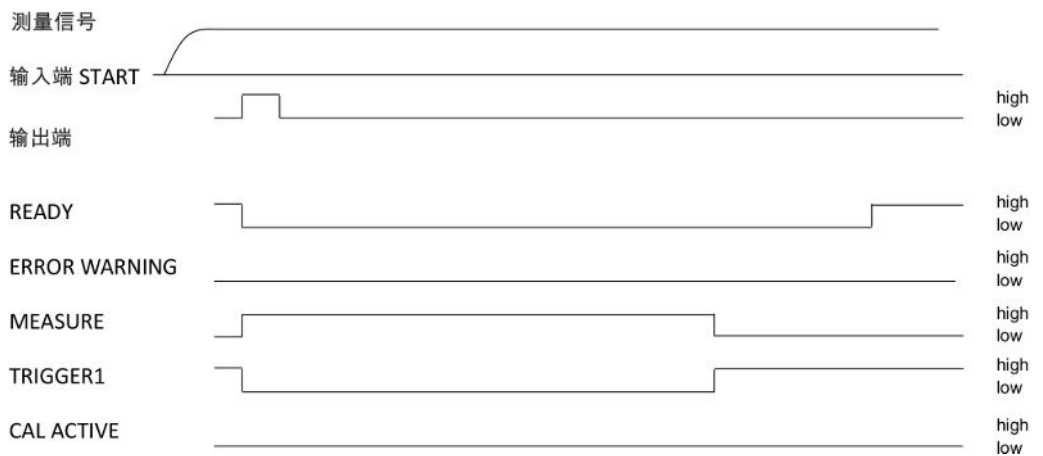 测量信号
输入端 START
high
low
输出端
READY
high
low
ERROR WARNING
high
low
MEASURE
high
low
TRIGGER1
high
low
CAL ACTIVE
high
low